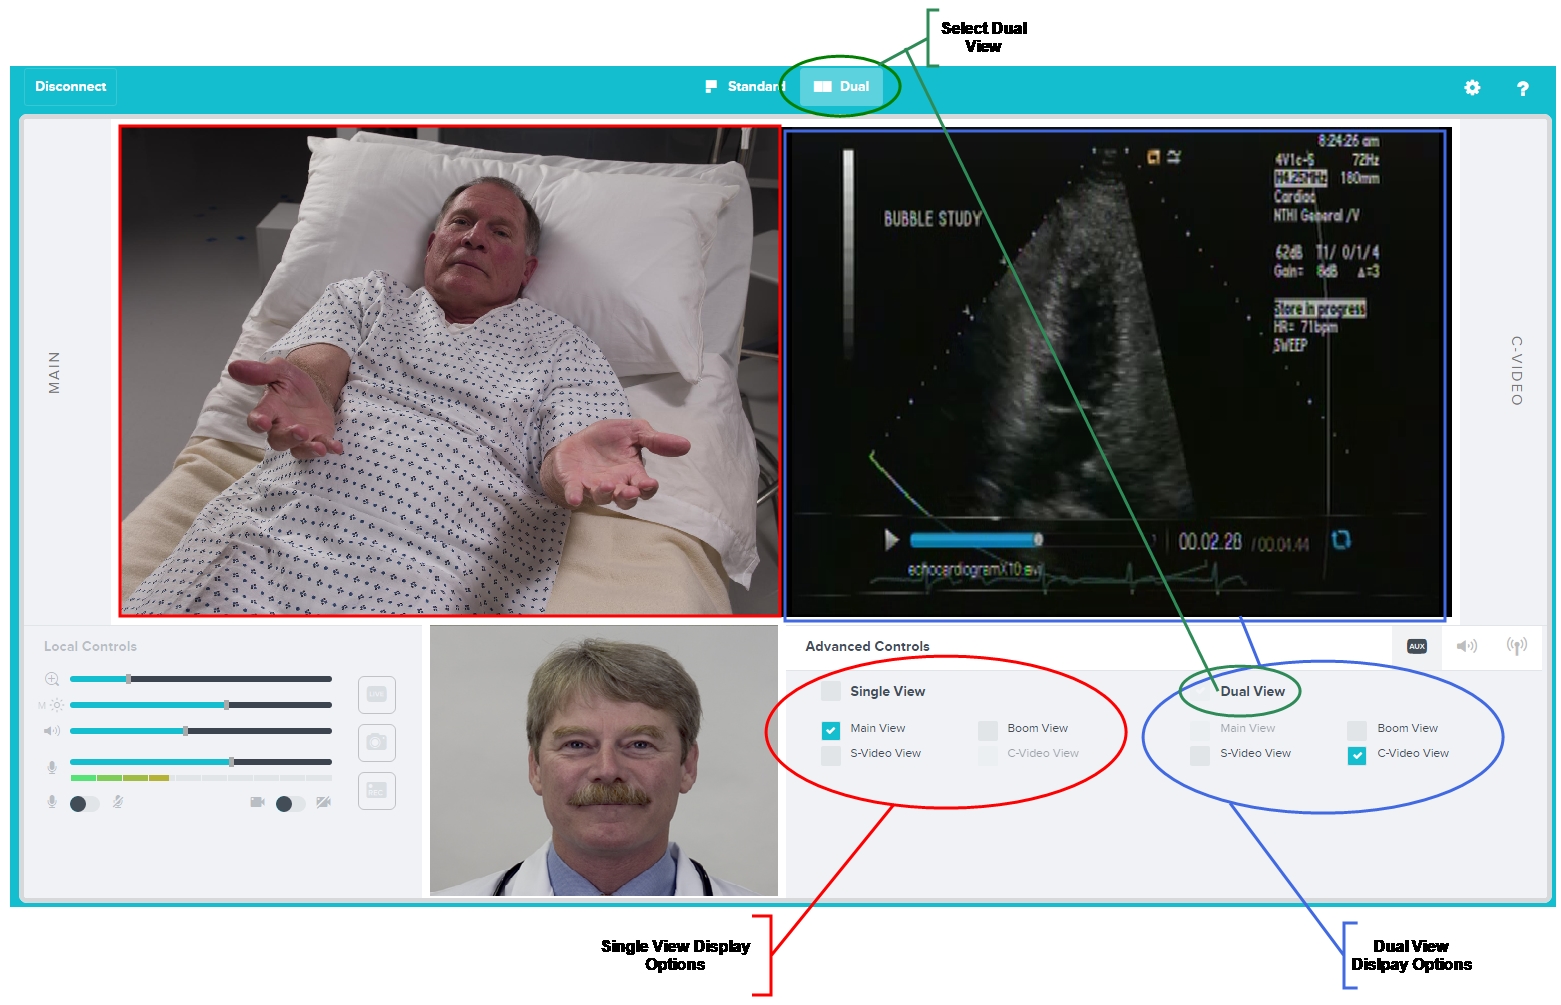 Select Dual
View
Disconnect
Standard
Dual
?
MAIN
BUBBLE STUDY
8:24:26 am
4V1c-S 72Hz
H4.25MHz 180mm
Cardiac
NTHI General /V
62dB T1/ 0/1/4
Gain= 8dB Δ=3
Store in progress
HR= 71bpm
SWEEP
00.02.28 /00.04.44
echocardiogramX10.avi
C-VIDEO
Local Controls
M
LIVE
REC
Advanced Controls
AUX
Single View
Main View
Boom View
S-Video View
C-Video View
Dual View
Main View
Boom View
S-Video View
C-Video View
Single View Display
Options
Dual View
Dislpay Options